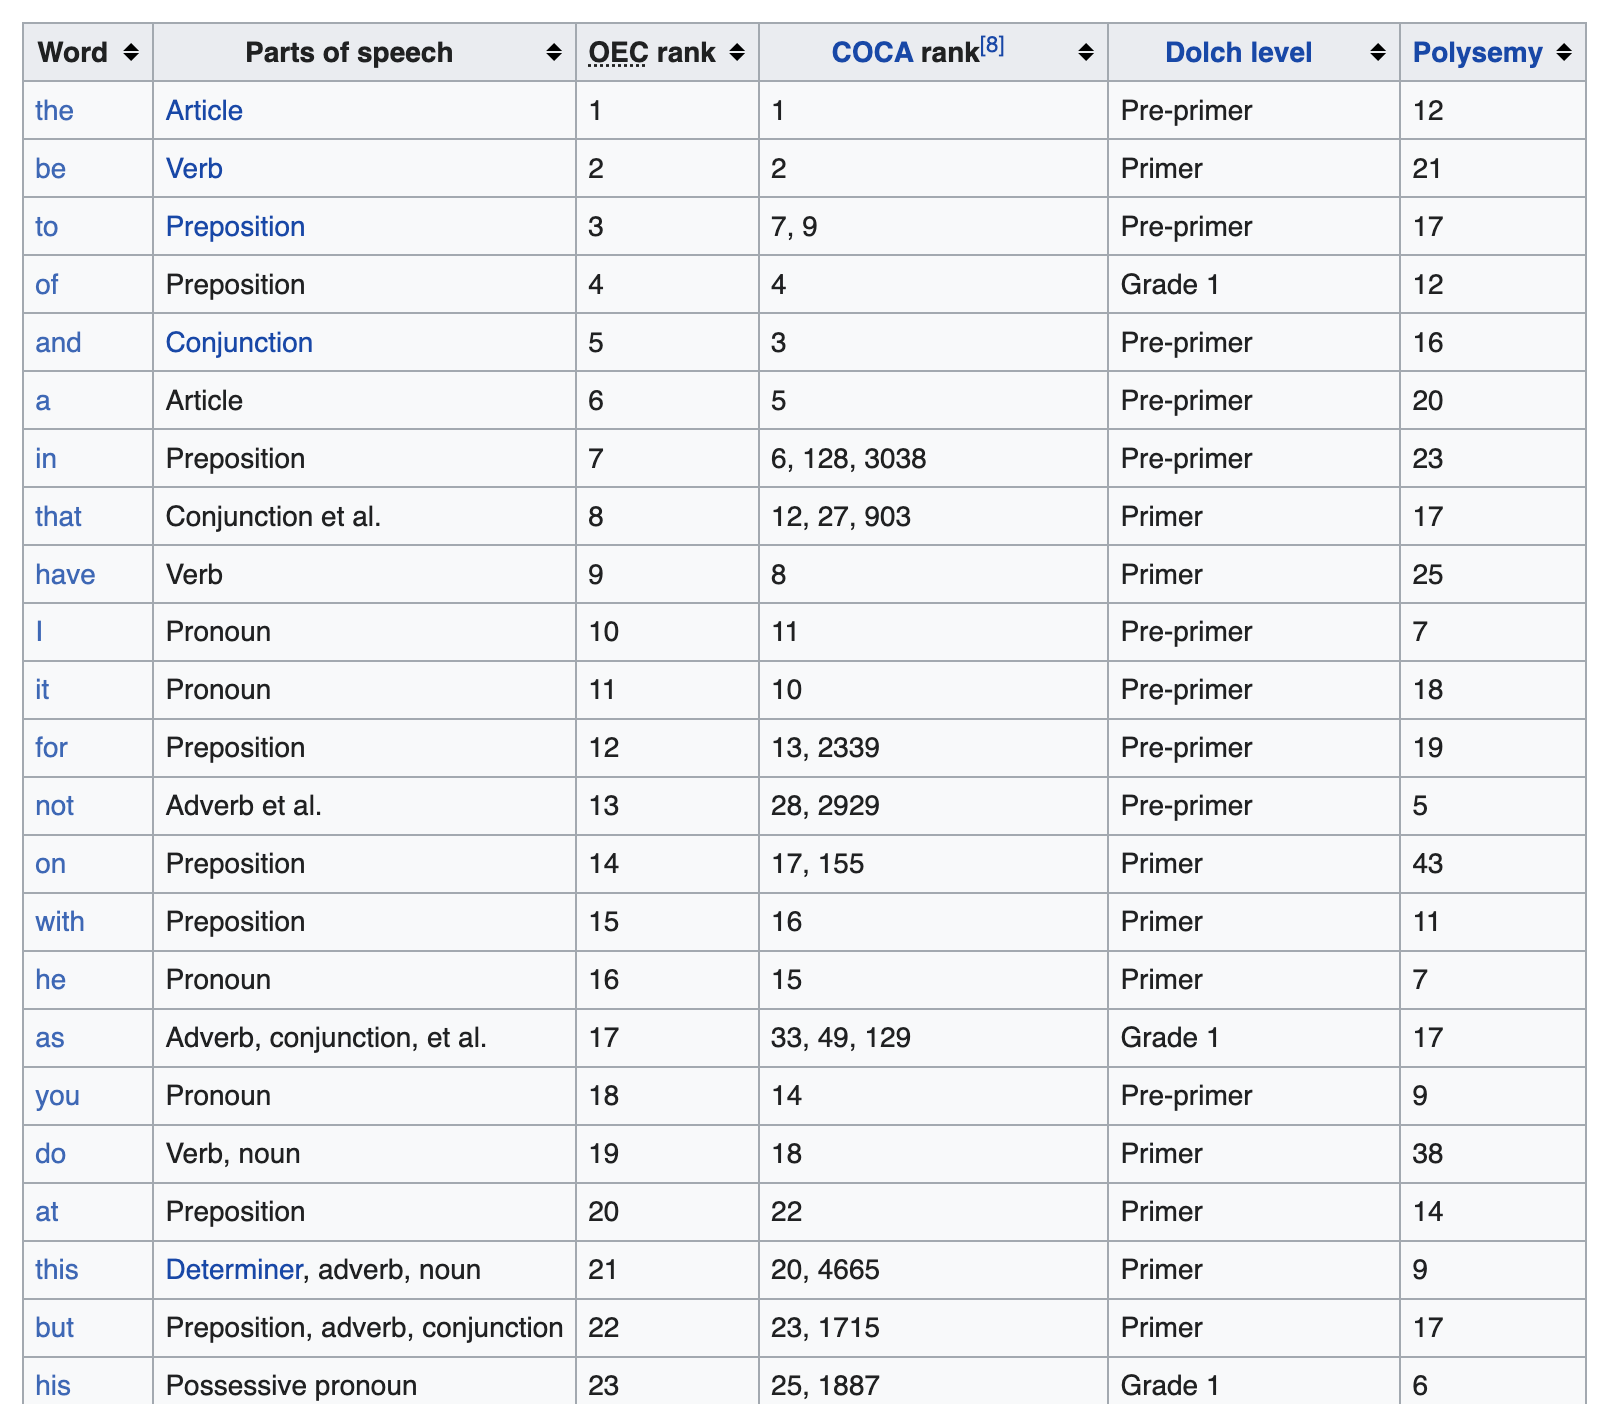 Word Parts of speech OEC rank COCA rank[8] Dolch level Polysemy
the Article 1 1 Pre-primer 12
be Verb 2 2 Primer 21
to Preposition 3 7, 9 Pre-primer 17
of Preposition 4 4 Grade 1 12
and Conjunction 5 3 Pre-primer 16
a Article 6 5 Pre-primer 20
in Preposition 7 6, 128, 3038 Pre-primer 23
that Conjunction et al. 8 12, 27, 903 Primer 17
have Verb 9 8 Primer 25
I Pronoun 10 11 Pre-primer 7
it Pronoun 11 10 Pre-primer 18
for Preposition 12 13, 2339 Pre-primer 19
not Adverb et al. 13 28, 2929 Pre-primer 5
on Preposition 14 17, 155 Primer 43
with Preposition 15 16 Primer 11
he Pronoun 16 15 Primer 7
as Adverb, conjunction, et al. 17 33, 49, 129 Grade 1 17
you Pronoun 18 14 Pre-primer 9
do Verb, noun 19 18 Primer 38
at Preposition 20 22 Primer 14
this Determiner, adverb, noun 21 20, 4665 Primer 9
but Preposition, adverb, conjunction 22 23, 1715 Primer 17
his Possessive pronoun 23 25, 1887 Grade 1 6